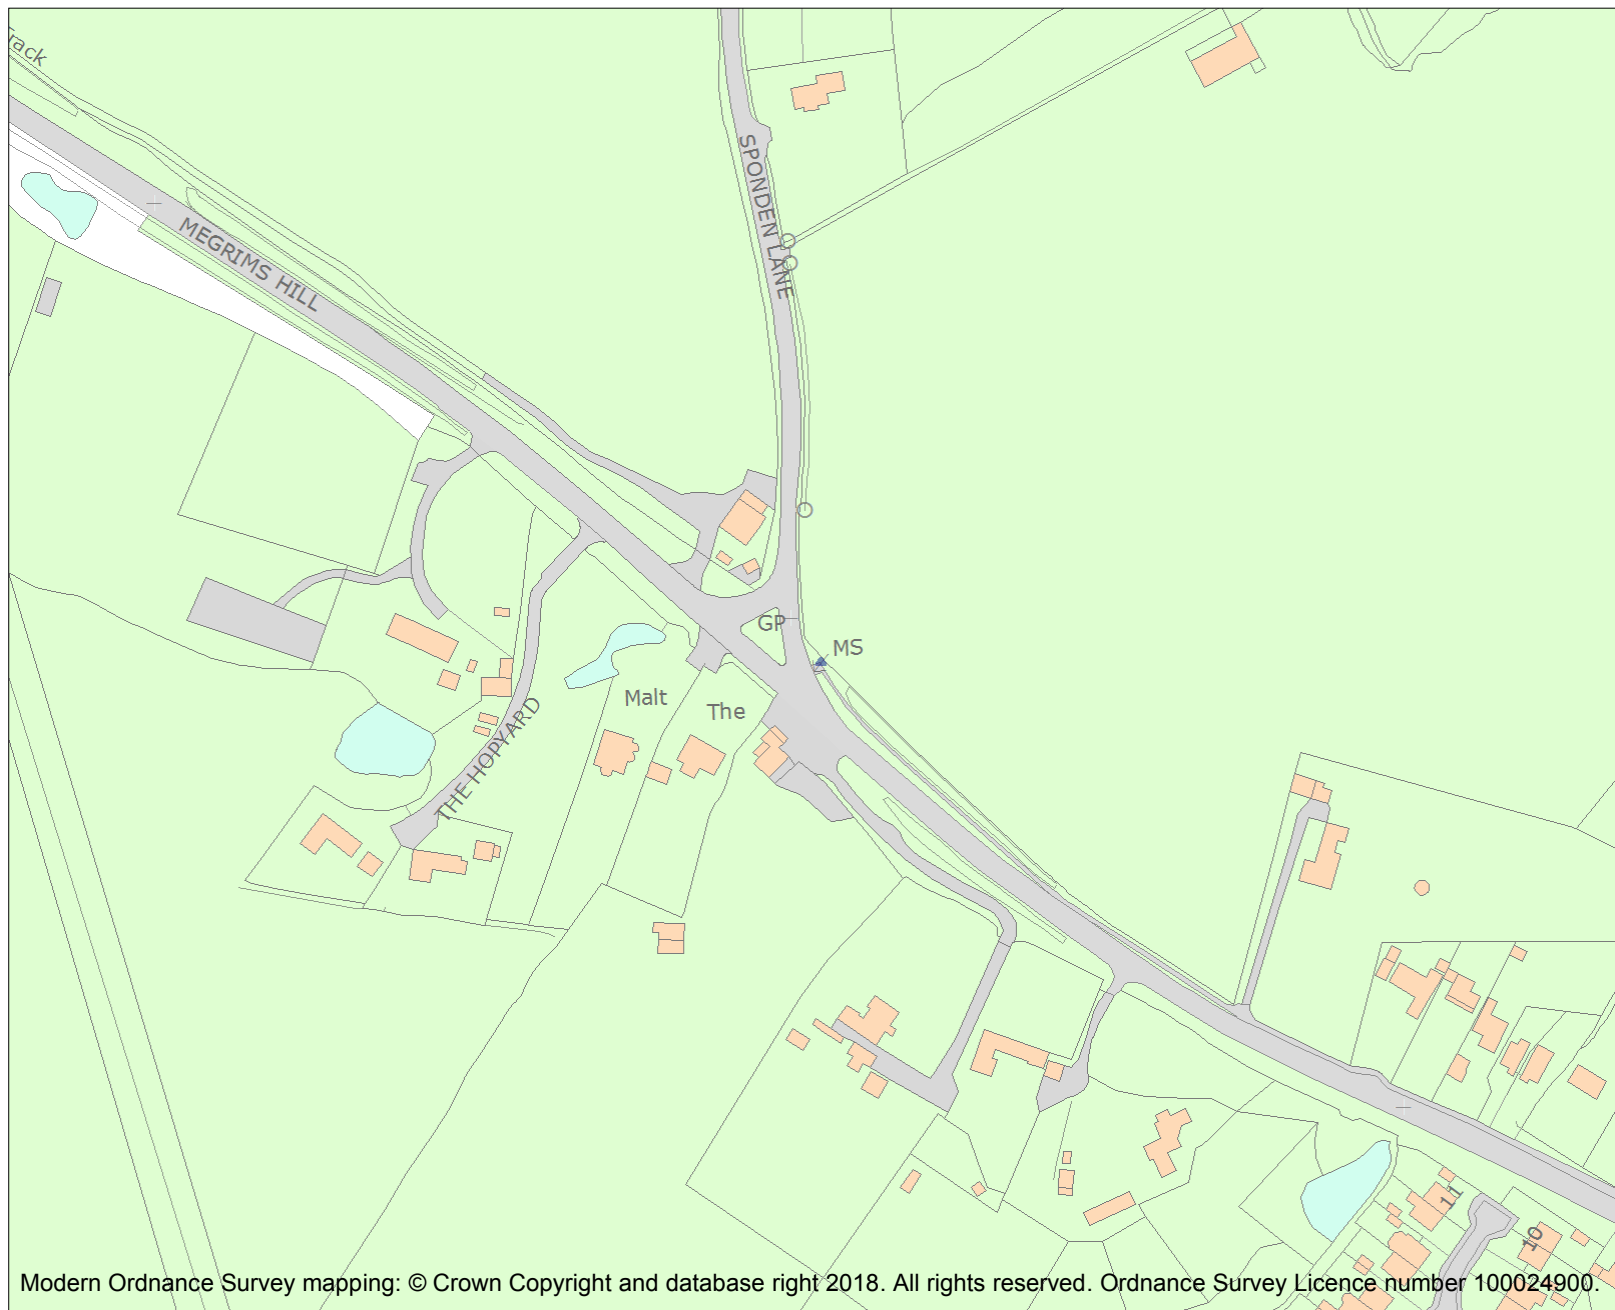 SPONDEN LANE
MEGRIMS HILL
GP
MS
Malt
The
THE HOPYARD
11
10
Modern Ordnance Survey mapping: © Crown Copyright and database right 2018. All rights reserved. Ordnance Survey Licence number 100024900.